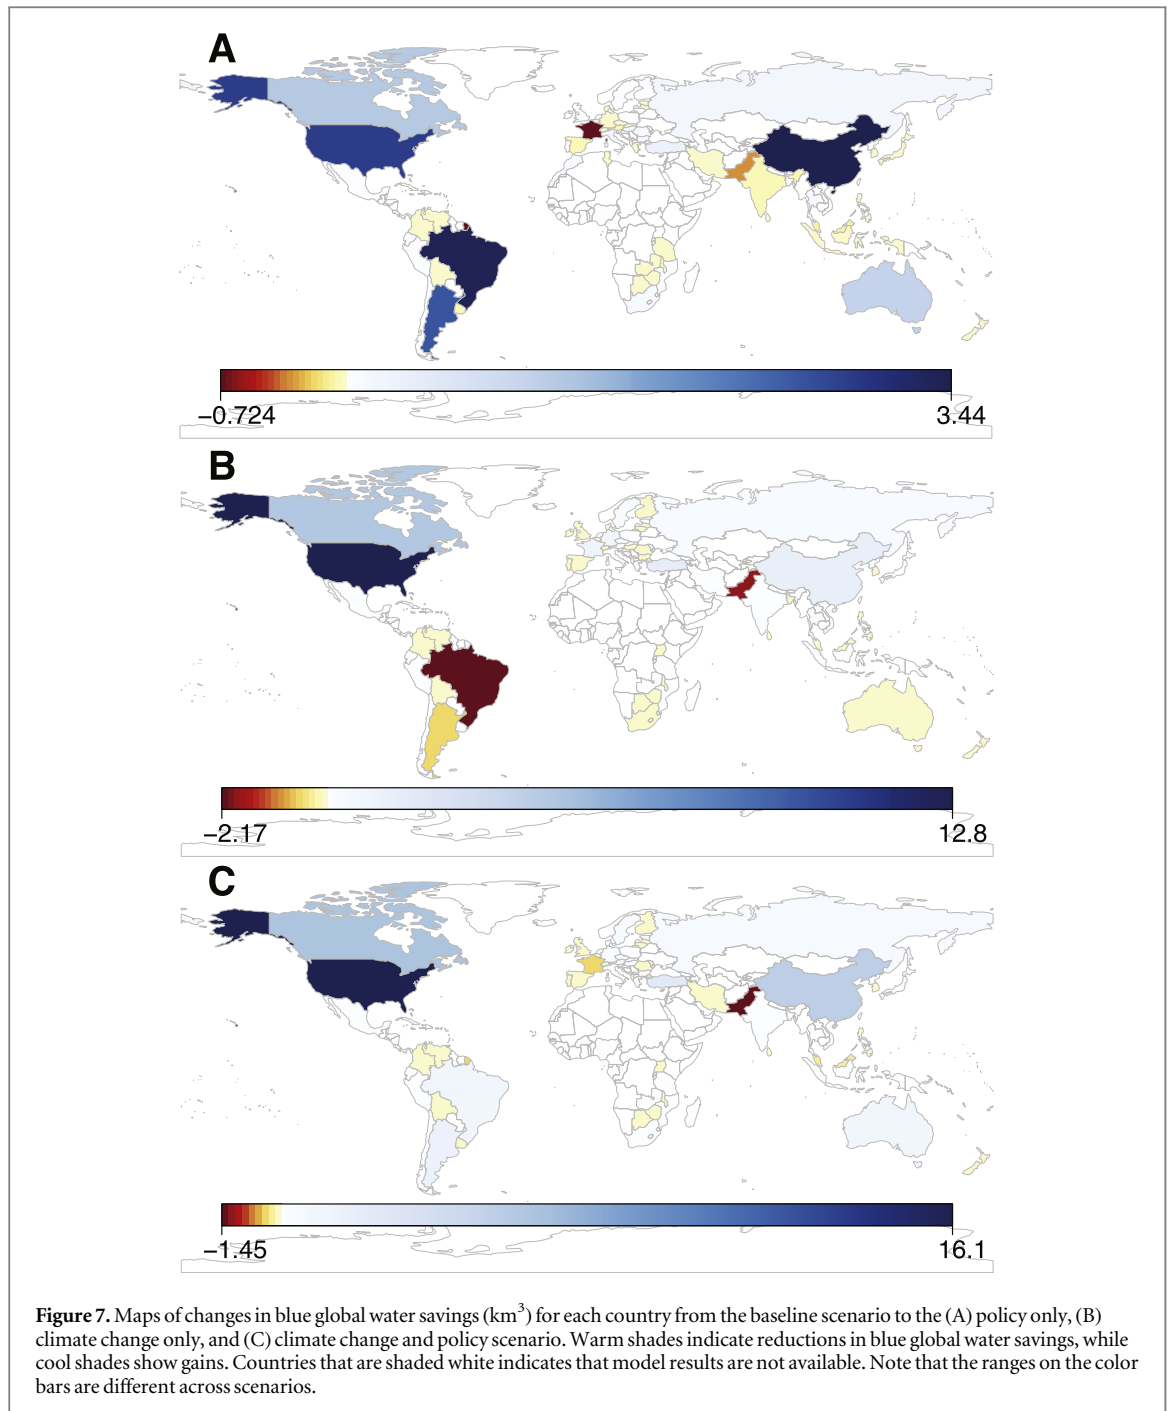 A
−0.724
3.44
B
−2.17
12.8
C
−1.45
16.1
Figure 7. Maps of changes in blue global water savings (km³) for each country from the baseline scenario to the (A) policy only, (B)
climate change only, and (C) climate change and policy scenario. Warm shades indicate reductions in blue global water savings, while
cool shades show gains. Countries that are shaded white indicates that model results are not available. Note that the ranges on the color
bars are different across scenarios.